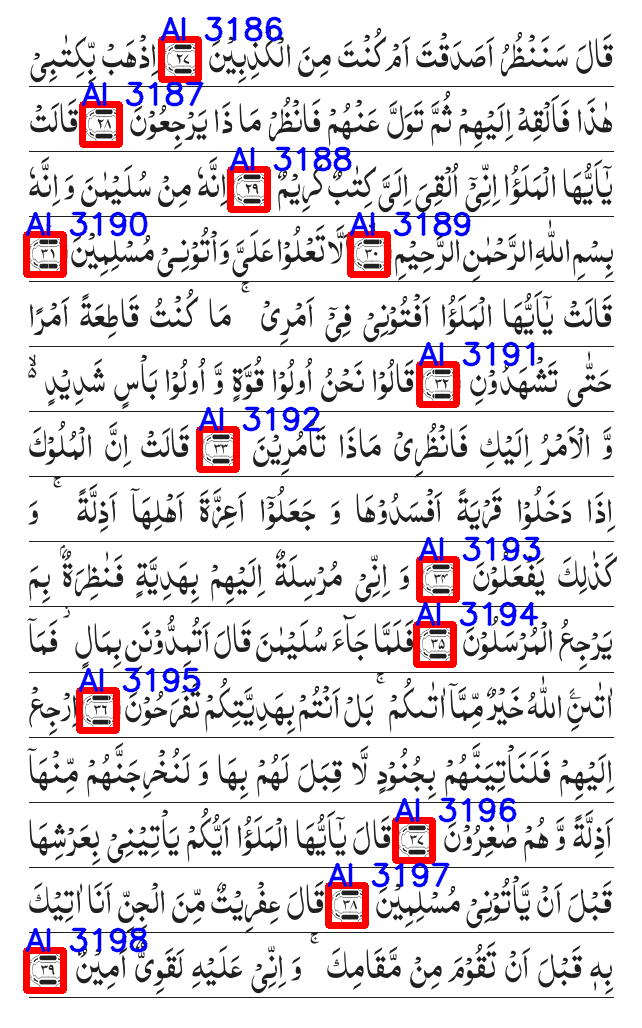 AI 3186
قَالَ سَنَنْظُرُ اَصَدَقْتَ اَمْ كُنْتَ مِنَ الْكٰذِبِيْنَ ٢٧ اِذْهَبْ بِّكِتٰبِيْ
AI 3187
هٰذَا فَاَلْقِهْ اِلَيْهِمْ ثُمَّ تَوَلَّ عَنْهُمْ فَانْظُرْ مَا ذَا يَرْجِعُوْنَ ٢٨ قَالَتْ
AI 3188
يٰۤاَيُّهَا الْمَلَؤُا اِنِّيْۤ اُلْقِيَ اِلَيَّ كِتٰبٌ كَرِيْمٌ ٢٩ اِنَّهٗ مِنْ سُلَيْمٰنَ وَ اِنَّهٗ
AI 3189 AI 3190
بِسْمِ اللّٰهِ الرَّحْمٰنِ الرَّحِيْمِ ٣٠ اَلَّا تَعْلُوْا عَلَيَّ وَ اْتُوْنِيْ مُسْلِمِيْنَ ٣١
قَالَتْ يٰۤاَيُّهَا الْمَلَؤُا اَفْتُوْنِيْ فِيْۤ اَمْرِيْ ۚ مَا كُنْتُ قَاطِعَةً اَمْرًا
AI 3191
حَتّٰى تَشْهَدُوْنِ ٣٢ قَالُوْا نَحْنُ اُولُوْا قُوَّةٍ وَّ اُولُوْا بَاْسٍ شَدِيْدٍ ۙ
AI 3192
وَّ الْاَمْرُ اِلَيْكِ فَانْظُرِيْ مَاذَا تَاْمُرِيْنَ ٣٣ قَالَتْ اِنَّ الْمُلُوْكَ
اِذَا دَخَلُوْا قَرْيَةً اَفْسَدُوْهَا وَ جَعَلُوْۤا اَعِزَّةَ اَهْلِهَاۤ اَذِلَّةً ۚ وَ
AI 3193
كَذٰلِكَ يَفْعَلُوْنَ ٣٤ وَ اِنِّيْ مُرْسِلَةٌ اِلَيْهِمْ بِهَدِيَّةٍ فَنٰظِرَةٌۢ بِمَ
AI 3194
يَرْجِعُ الْمُرْسَلُوْنَ ٣٥ فَلَمَّا جَآءَ سُلَيْمٰنَ قَالَ اَتُمِدُّوْنَنِ بِمَالٍ ؗ فَمَاۤ
AI 3195
اٰتٰىنِۦَ اللّٰهُ خَيْرٌ مِّمَّاۤ اٰتٰىكُمْ ۚ بَلْ اَنْتُمْ بِهَدِيَّتِكُمْ تَفْرَحُوْنَ ٣٦ اِرْجِعْ
اِلَيْهِمْ فَلَنَاْتِيَنَّهُمْ بِجُنُوْدٍ لَّا قِبَلَ لَهُمْ بِهَا وَ لَنُخْرِجَنَّهُمْ مِّنْهَاۤ
AI 3196
اَذِلَّةً وَّ هُمْ صٰغِرُوْنَ ٣٧ قَالَ يٰۤاَيُّهَا الْمَلَؤُا اَيُّكُمْ يَاْتِيْنِيْ بِعَرْشِهَا
AI 3197
قَبْلَ اَنْ يَّاْتُوْنِيْ مُسْلِمِيْنَ ٣٨ قَالَ عِفْرِيْتٌ مِّنَ الْجِنِّ اَنَا اٰتِيْكَ
AI 3198
بِهٖ قَبْلَ اَنْ تَقُوْمَ مِنْ مَّقَامِكَ ۚ وَ اِنِّيْ عَلَيْهِ لَقَوِيٌّ اَمِيْنٌ ٣٩